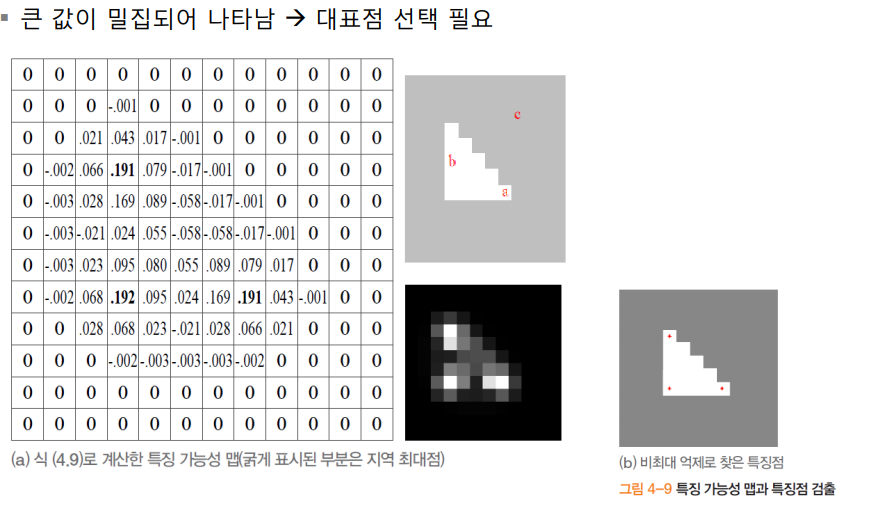 ▪ 큰 값이 밀집되어 나타남 → 대표점 선택 필요
0 0 0 0 0 0 0 0 0 0 0 0
0 0 0 -.001 0 0 0 0 0 0 0 0
0 0 .021 .043 .017 -.001 0 0 0 0 0 0
0 -.002 .066 .191 .079 -.017 -.001 0 0 0 0 0
0 -.003 .028 .169 .089 -.058 -.017 -.001 0 0 0 0
0 -.003 -.021 .024 .055 -.058 -.058 -.017 -.001 0 0 0
0 -.003 .023 .095 .080 .055 .089 .079 .017 0 0 0
0 -.002 .068 .192 .095 .024 .169 .191 .043 -.001 0 0
0 0 .028 .068 .023 -.021 .028 .066 .021 0 0 0
0 0 0 -.002 -.003 -.003 -.003 -.002 0 0 0 0
0 0 0 0 0 0 0 0 0 0 0 0
0 0 0 0 0 0 0 0 0 0 0 0
c
b
a
(a) 식 (4.9)로 계산한 특징 가능성 맵(굵게 표시된 부분은 지역 최대점)
(b) 비최대 억제로 찾은 특징점
그림 4-9 특징 가능성 맵과 특징점 검출